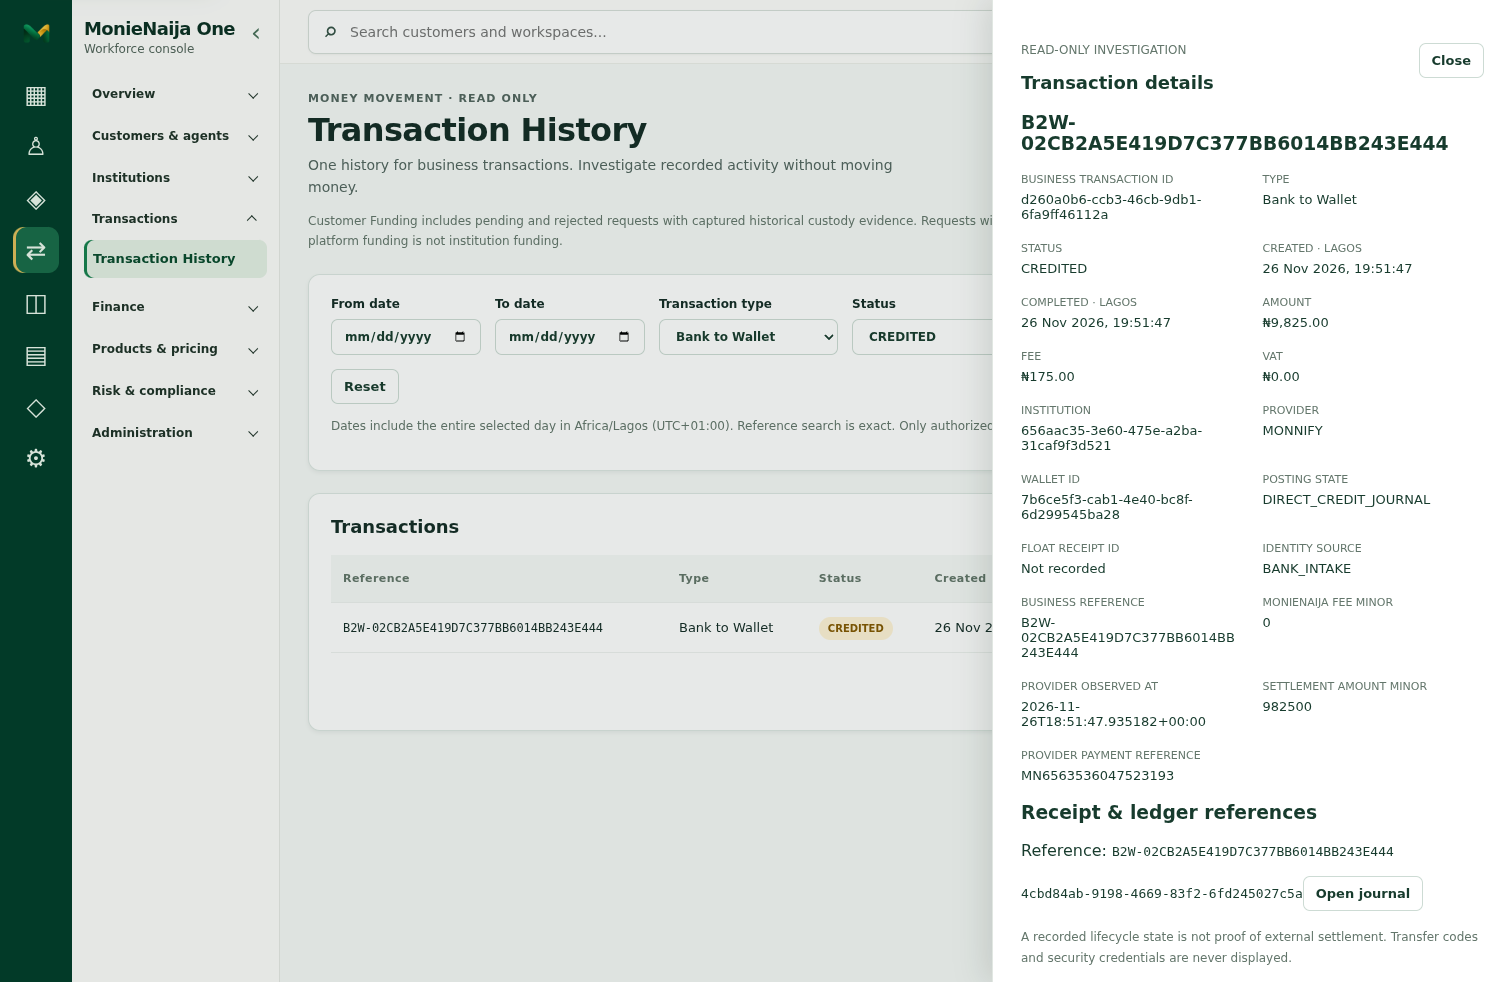 MonieNaija One
Workforce console
Overview
Customers & agents
Institutions
Transactions
Transaction History
Finance
Products & pricing
Risk & compliance
Administration
Search customers and workspaces...
MONEY MOVEMENT · READ ONLY
Transaction History
One history for business transactions. Investigate recorded activity without moving
money.
Customer Funding includes pending and rejected requests with captured historical custody evidence. Requests wi
platform funding is not institution funding.
From date
To date
Transaction type
Status
mm/dd/yyyy
mm/dd/yyyy
Bank to Wallet
CREDITED
Reset
Dates include the entire selected day in Africa/Lagos (UTC+01:00). Reference search is exact. Only authorized
Transactions
Reference
Type
Status
Created
B2W-02CB2A5E419D7C377BB6014BB243E444
Bank to Wallet
CREDITED
26 Nov 2
READ-ONLY INVESTIGATION
Close
Transaction details
B2W-
02CB2A5E419D7C377BB6014BB243E444
BUSINESS TRANSACTION ID
d260a0b6-ccb3-46cb-9db1-
6fa9ff46112a
TYPE
Bank to Wallet
STATUS
CREDITED
CREATED · LAGOS
26 Nov 2026, 19:51:47
COMPLETED · LAGOS
26 Nov 2026, 19:51:47
AMOUNT
₦9,825.00
FEE
₦175.00
VAT
₦0.00
INSTITUTION
656aac35-3e60-475e-a2ba-
31caf9f3d521
PROVIDER
MONNIFY
WALLET ID
7b6ce5f3-cab1-4e40-bc8f-
6d299545ba28
POSTING STATE
DIRECT_CREDIT_JOURNAL
FLOAT RECEIPT ID
Not recorded
IDENTITY SOURCE
BANK_INTAKE
BUSINESS REFERENCE
B2W-
02CB2A5E419D7C377BB6014BB
243E444
MONIENAIJA FEE MINOR
0
PROVIDER OBSERVED AT
2026-11-
26T18:51:47.935182+00:00
SETTLEMENT AMOUNT MINOR
982500
PROVIDER PAYMENT REFERENCE
MN6563536047523193
Receipt & ledger references
Reference: B2W-02CB2A5E419D7C377BB6014BB243E444
4cbd84ab-9198-4669-83f2-6fd245027c5a Open journal
A recorded lifecycle state is not proof of external settlement. Transfer codes
and security credentials are never displayed.